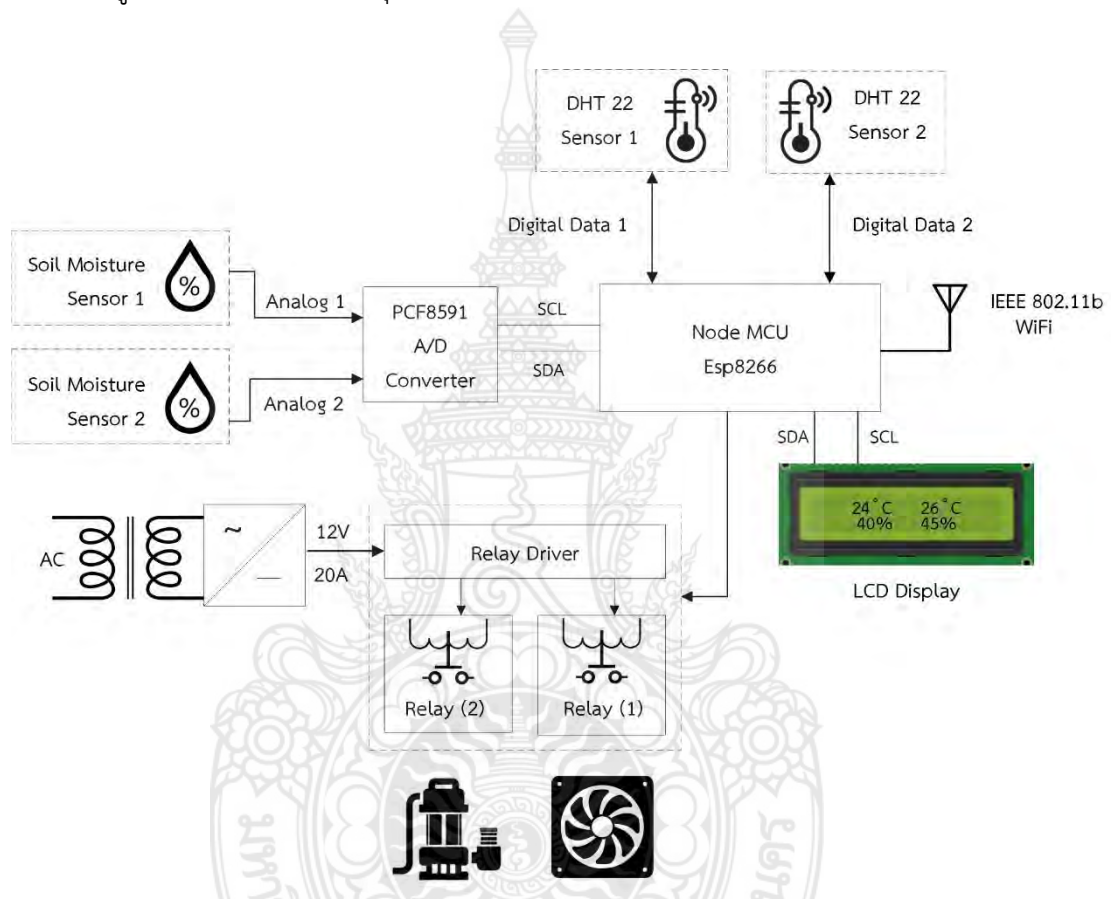 DHT 22
Sensor 1
DHT 22
Sensor 2
Digital Data 1
Digital Data 2
Soil Moisture
Sensor 1
%
Analog 1
PCF8591
A/D
Converter
SCL
SDA
Node MCU
Esp8266
IEEE 802.11b
WiFi
Soil Moisture
Sensor 2
%
Analog 2
SDA
SCL
24°C 26°C
40% 45%
LCD Display
AC
~
—
12V
20A
Relay Driver
Relay (2)
Relay (1)